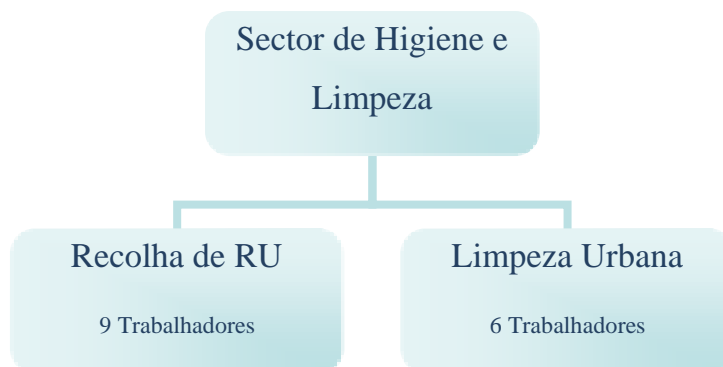 Sector de Higiene e
Limpeza
Recolha de RU
9 Trabalhadores
Limpeza Urbana
6 Trabalhadores